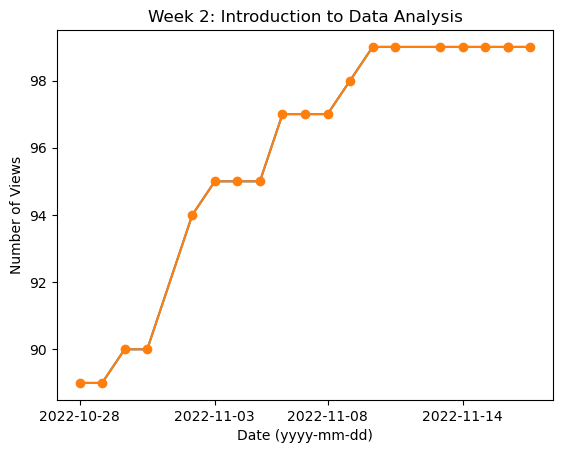 Week 2: Introduction to Data Analysis
98
96
94
92
90
Number of Views
2022-10-28 2022-11-03 2022-11-08 2022-11-14
Date (yyyy-mm-dd)